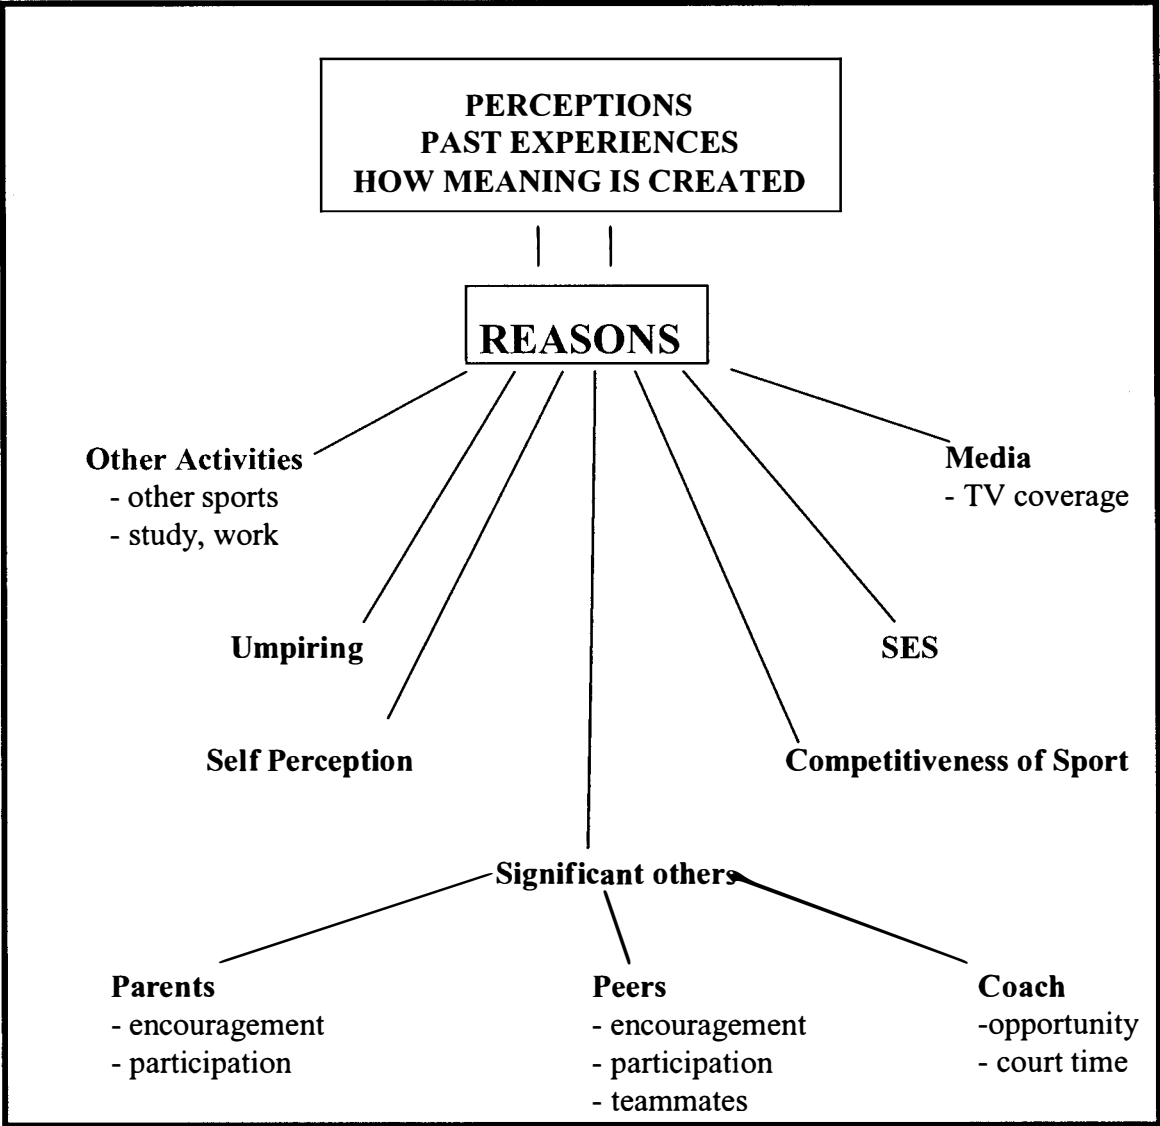 PERCEPTIONS
PAST EXPERIENCES
HOW MEANING IS CREATED
REASONS
Other Activities
- other sports
- study, work
Media
- TV coverage
Umpiring
SES
Self Perception
Competitiveness of Sport
Significant others
Parents
- encouragement
- participation
Peers
- encouragement
- participation
- teammates
Coach
-opportunity
- court time